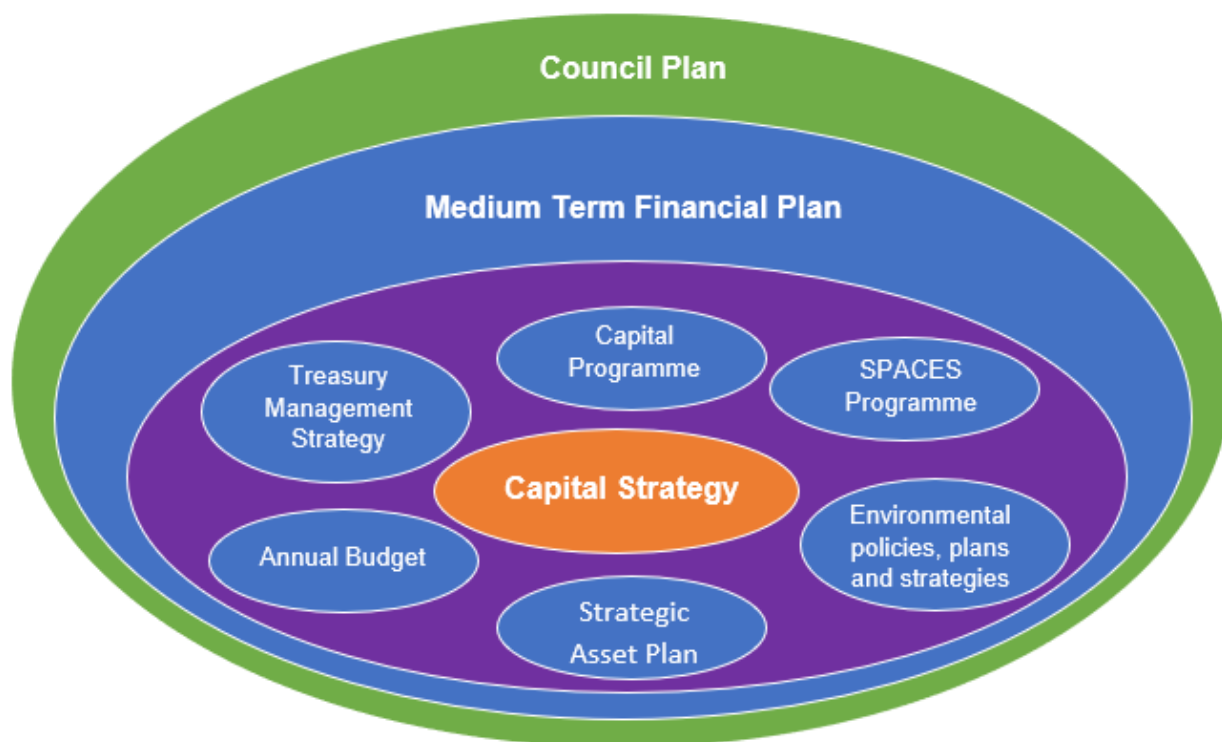 Council Plan
Medium Term Financial Plan
Capital
Programme
Treasury
Management
Strategy
SPACES
Programme
Capital Strategy
Environmental
policies, plans
and strategies
Annual Budget
Strategic
Asset Plan